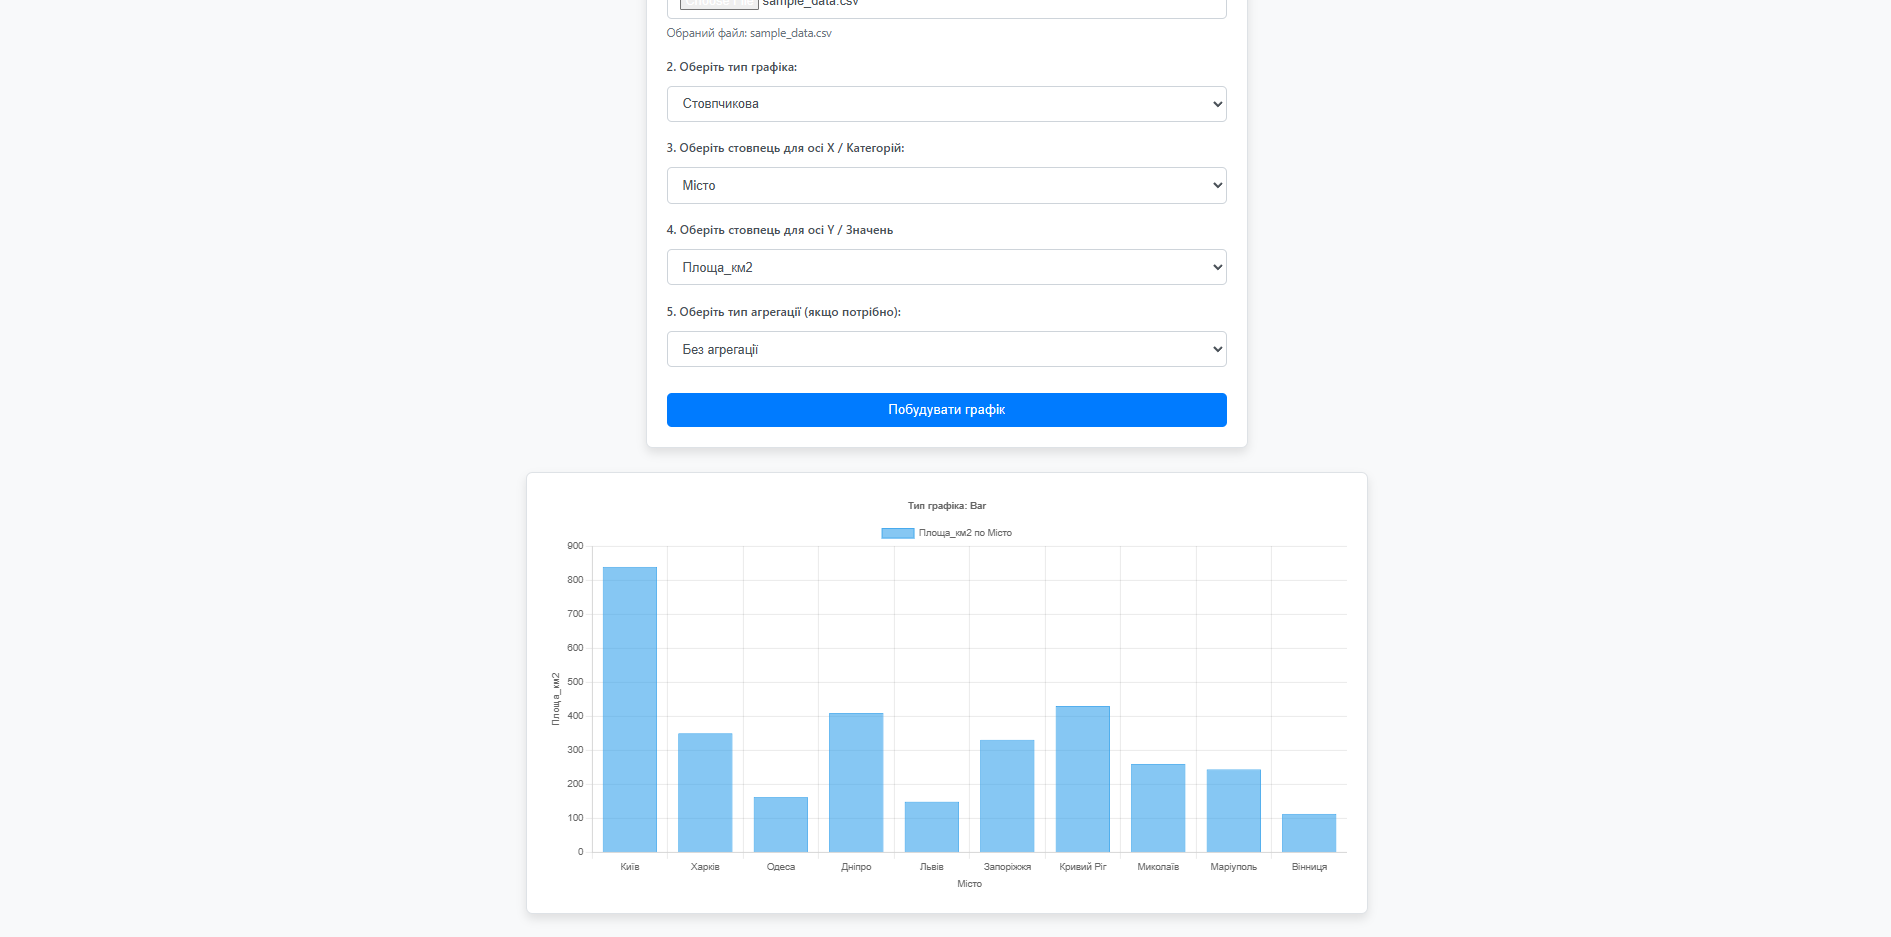 Choose File sample_data.csv
Обраний файл: sample_data.csv
2. Оберіть тип графіка:
Стовпчикова
3. Оберіть стовпець для осі X / Категорій:
Місто
4. Оберіть стовпець для осі Y / Значень
Площа_км2
5. Оберіть тип агрегації (якщо потрібно):
Без агрегації
Побудувати графік
Тип графіка: Bar
Площа_км2 по Місто
900
800
700
600
500
400
300
200
100
0
Площа_км2
Київ Харків Одеса Дніпро Львів Запоріжжя Кривий Ріг Миколаїв Маріуполь Вінниця
Місто